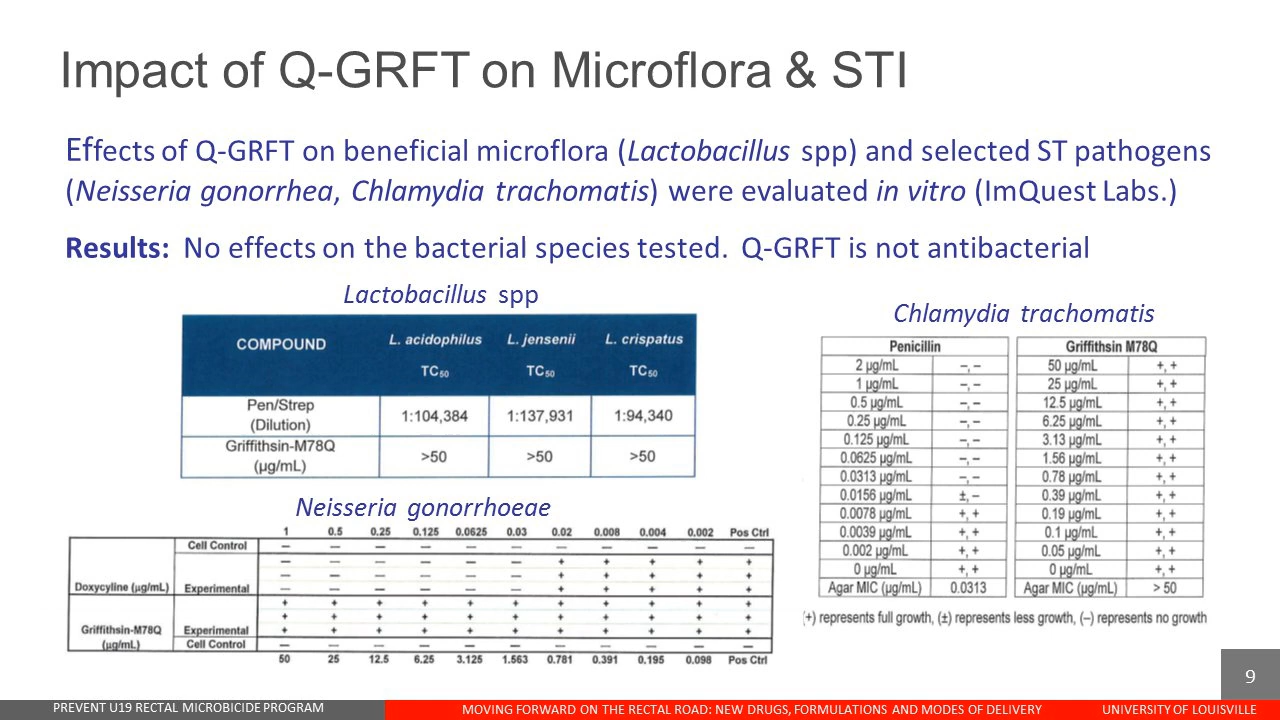 Impact of Q-GRFT on Microflora & STI
Effects of Q-GRFT on beneficial microflora (Lactobacillus spp) and selected ST pathogens
(Neisseria gonorrhea, Chlamydia trachomatis) were evaluated in vitro (ImQuest Labs.)
Results: No effects on the bacterial species tested. Q-GRFT is not antibacterial
Lactobacillus spp
COMPOUND L. acidophilus L. jensenii L. crispatus
TC50 TC50 TC50
Pen/Strep
(Dilution) 1:104,384 1:137,931 1:94,340
Griffithsin-M78Q
(µg/mL) >50 >50 >50
Neisseria gonorrhoeae
1 0.5 0.25 0.125 0.0625 0.03 0.02 0.008 0.004 0.002 Pos Ctrl
Cell Control – – – – – – – – – – –
– – – – – – + + + + +
– – – – – – + + + + +
Doxycyline (µg/mL) Experimental – – – – – – + + + + +
+ + + + + + + + + + +
+ + + + + + + + + + +
Griffithsin-M78Q Experimental + + + + + + + + + + +
(µg/mL) Cell Control – – – – – – – – – – –
50 25 12.5 6.25 3.125 1.563 0.781 0.391 0.195 0.098 Pos Ctrl
Chlamydia trachomatis
Penicillin Griffithsin M78Q
2 µg/mL –, – 50 µg/mL +, +
1 µg/mL –, – 25 µg/mL +, +
0.5 µg/mL –, – 12.5 µg/mL +, +
0.25 µg/mL –, – 6.25 µg/mL +, +
0.125 µg/mL –, – 3.13 µg/mL +, +
0.0625 µg/mL –, – 1.56 µg/mL +, +
0.0313 µg/mL –, – 0.78 µg/mL +, +
0.0156 µg/mL ±, – 0.39 µg/mL +, +
0.0078 µg/mL +, + 0.19 µg/mL +, +
0.0039 µg/mL +, + 0.1 µg/mL +, +
0.002 µg/mL +, + 0.05 µg/mL +, +
0 µg/mL +, + 0 µg/mL +, +
Agar MIC (µg/mL) 0.0313 Agar MIC (µg/mL) > 50
(+) represents full growth, (±) represents less growth, (–) represents no growth
9
PREVENT U19 RECTAL MICROBICIDE PROGRAM MOVING FORWARD ON THE RECTAL ROAD: NEW DRUGS, FORMULATIONS AND MODES OF DELIVERY UNIVERSITY OF LOUISVILLE